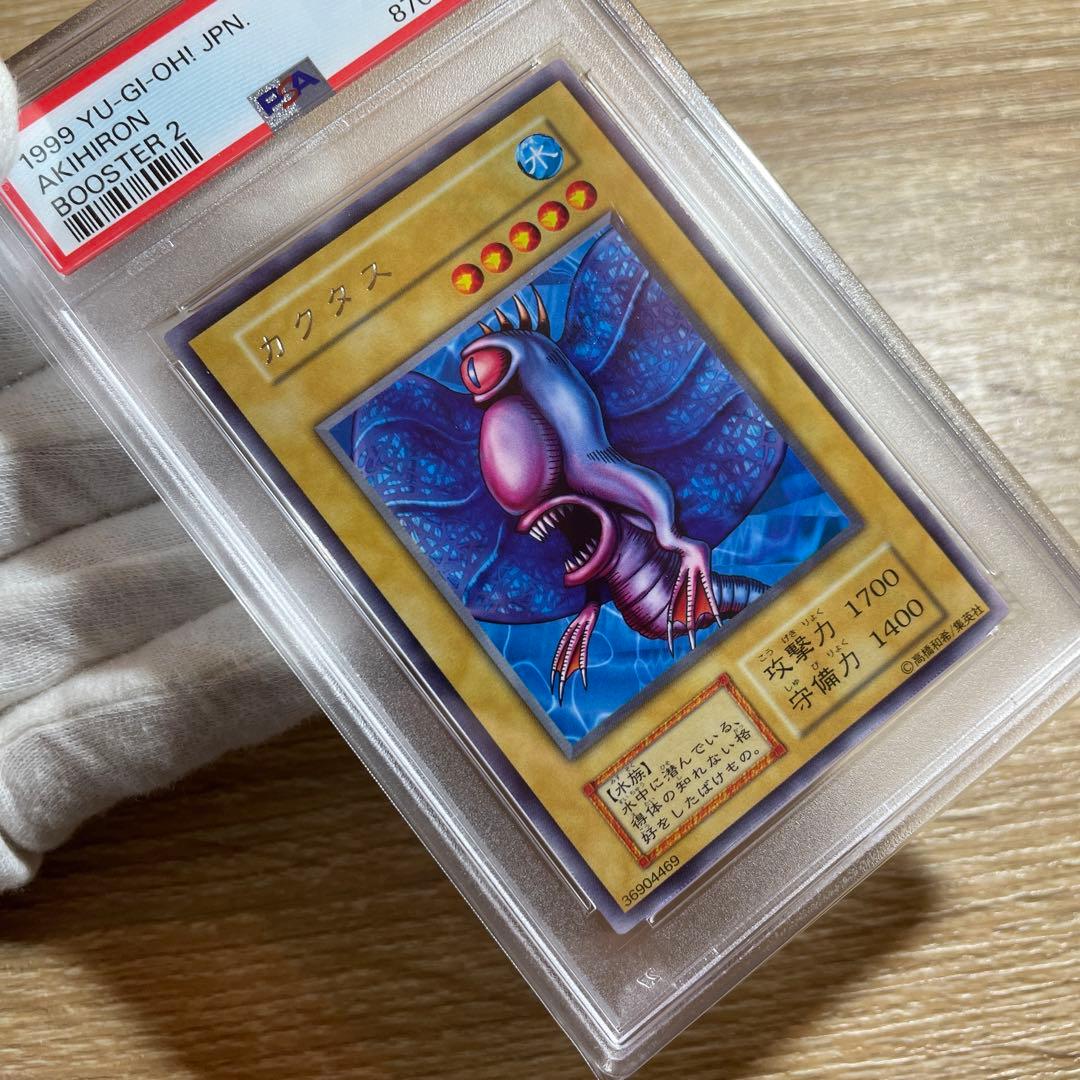 1999 YU-GI-OH! JPN.
AKIHIRON
BOOSTER 2
PSA
水
カクタス
攻撃力 1700
守備力 1400
©高橋和希/集英社
【水族】
水中に潜んでいる、
得体の知れない格
好をしたばけもの。
36904469